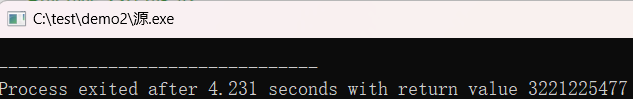 C:\test\demo2\源.exe
--------------------------------
Process exited after 4.231 seconds with return value 3221225477